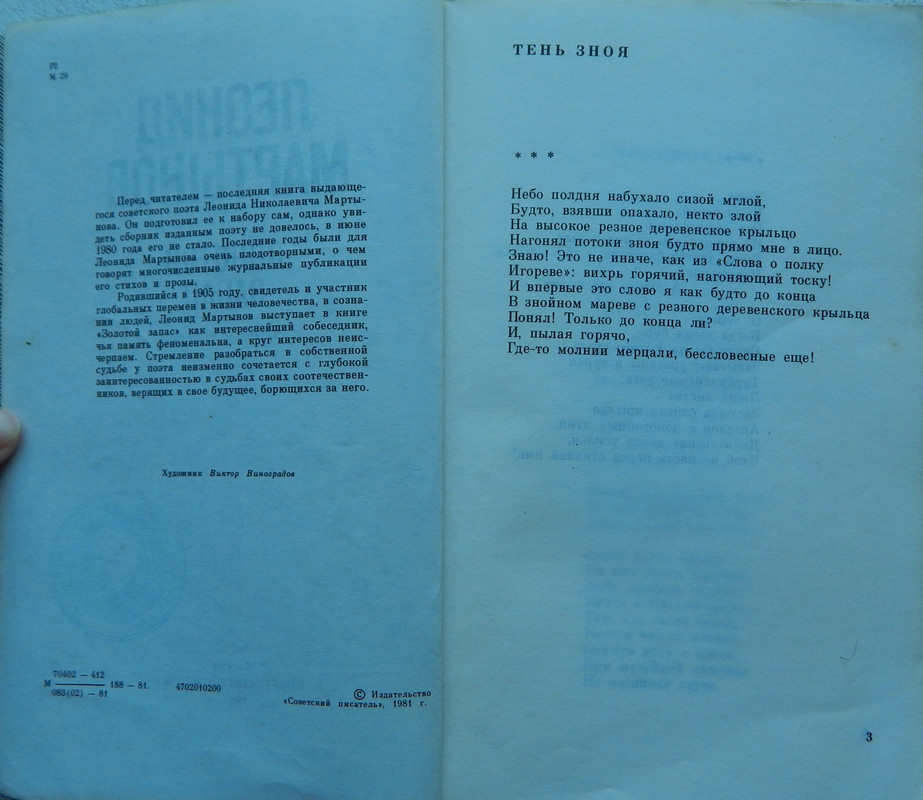 Р2
М 29
Перед читателем — последняя книга выдающе-
гося советского поэта Леонида Николаевича Марты-
нова. Он подготовил ее к набору сам, однако уви-
деть сборник изданным поэту не довелось, в июне
1980 года его не стало. Последние годы были для
Леонида Мартынова очень плодотворными, о чем
говорят многочисленные журнальные публикации
его стихов и прозы.
Родившийся в 1905 году, свидетель и участник
глобальных перемен в жизни человечества, в созна-
нии людей, Леонид Мартынов выступает в книге
«Золотой запас» как интереснейший собеседник,
чья память феноменальна, а круг интересов неис-
черпаем. Стремление разобраться в собственной
судьбе у поэта неизменно сочетается с глубокой
заинтересованностью в судьбах своих соотечествен-
ников, верящих в свое будущее, борющихся за него.
Художник Виктор Виноградов
70402 — 412
М 188 — 81. 4702010200
083(02) — 81
© Издательство
«Советский писатель», 1981 г.
ТЕНЬ ЗНОЯ
* * *
Небо полдня набухало сизой мглой,
Будто, взявши опахало, некто злой
На высокое резное деревенское крыльцо
Нагонял потоки зноя будто прямо мне в лицо.
Знаю! Это не иначе, как из «Слова о полку
Игореве»: вихрь горячий, нагоняющий тоску!
И впервые это слово я как будто до конца
В знойном мареве с резного деревенского крыльца
Понял! Только до конца ли?
И, пылая горячо,
Где-то молнии мерцали, бессловесные еще!
3